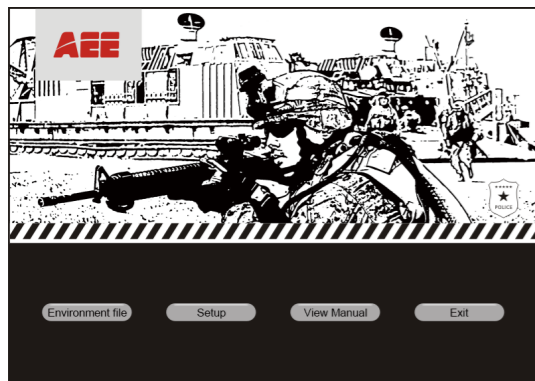 AEE
POLICE
Environment file
Setup
View Manual
Exit